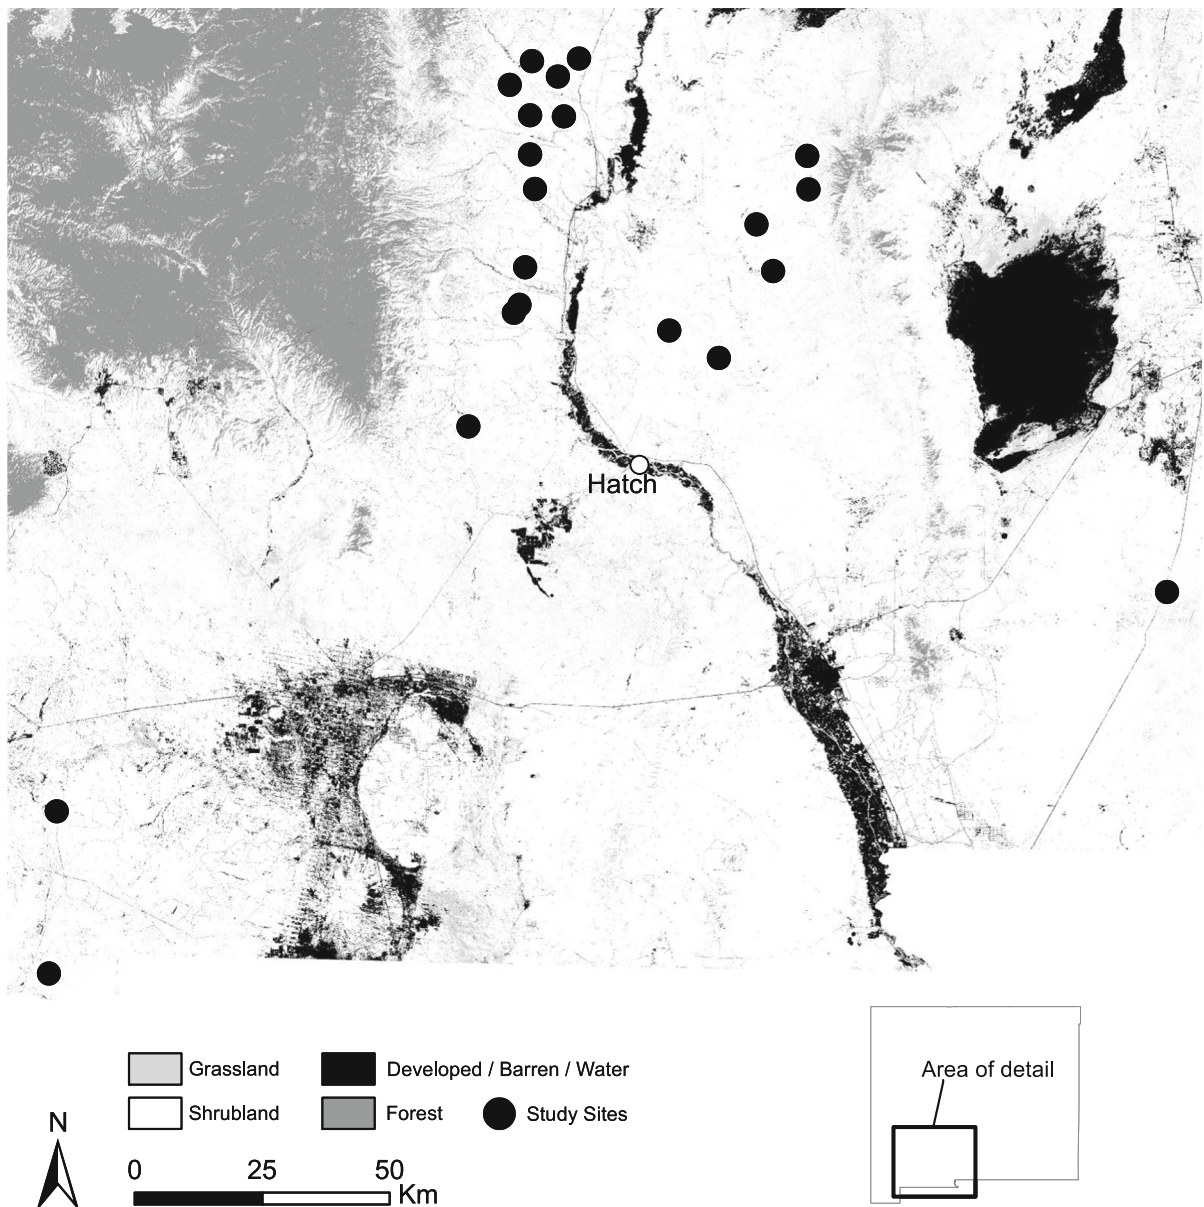 Hatch
Grassland
Developed / Barren / Water
Shrubland
Forest
Study Sites
Area of detail
N
0 25 50
Km